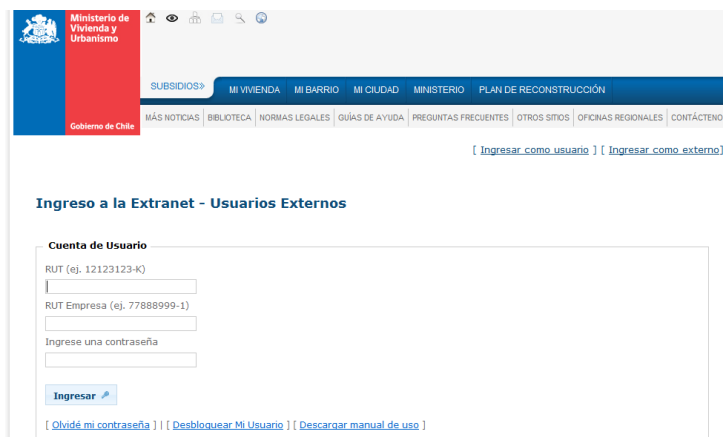 Ministerio de
Vivienda y
Urbanismo
Gobierno de Chile
SUBSIDIOS» MI VIVIENDA MI BARRIO MI CIUDAD MINISTERIO PLAN DE RECONSTRUCCIÓN
MÁS NOTICIAS BIBLIOTECA NORMAS LEGALES GUÍAS DE AYUDA PREGUNTAS FRECUENTES OTROS SITIOS OFICINAS REGIONALES CONTÁCTENO
[ Ingresar como usuario ] [ Ingresar como externo]
Ingreso a la Extranet - Usuarios Externos
Cuenta de Usuario
RUT (ej. 12123123-K)
RUT Empresa (ej. 77888999-1)
Ingrese una contraseña
Ingresar
[ Olvidé mi contraseña ] | [ Desbloquear Mi Usuario ] [ Descargar manual de uso ]